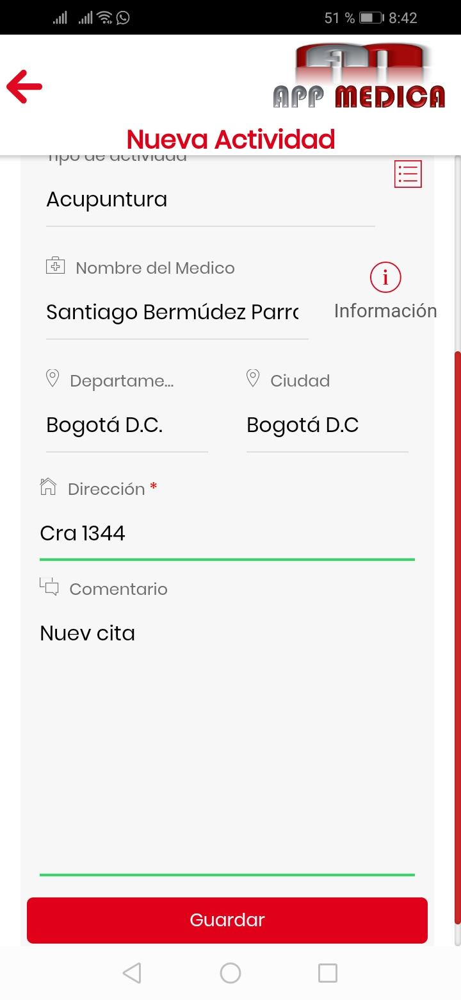 51 % 8:42
APP MEDICA
Nueva Actividad
Tipo de actividad
Acupuntura
Nombre del Medico
i
Santiago Bermúdez Parr
Información
Departame... Ciudad
Bogotá D.C. Bogotá D.C
Dirección *
Cra 1344
Comentario
Nuev cita
Guardar